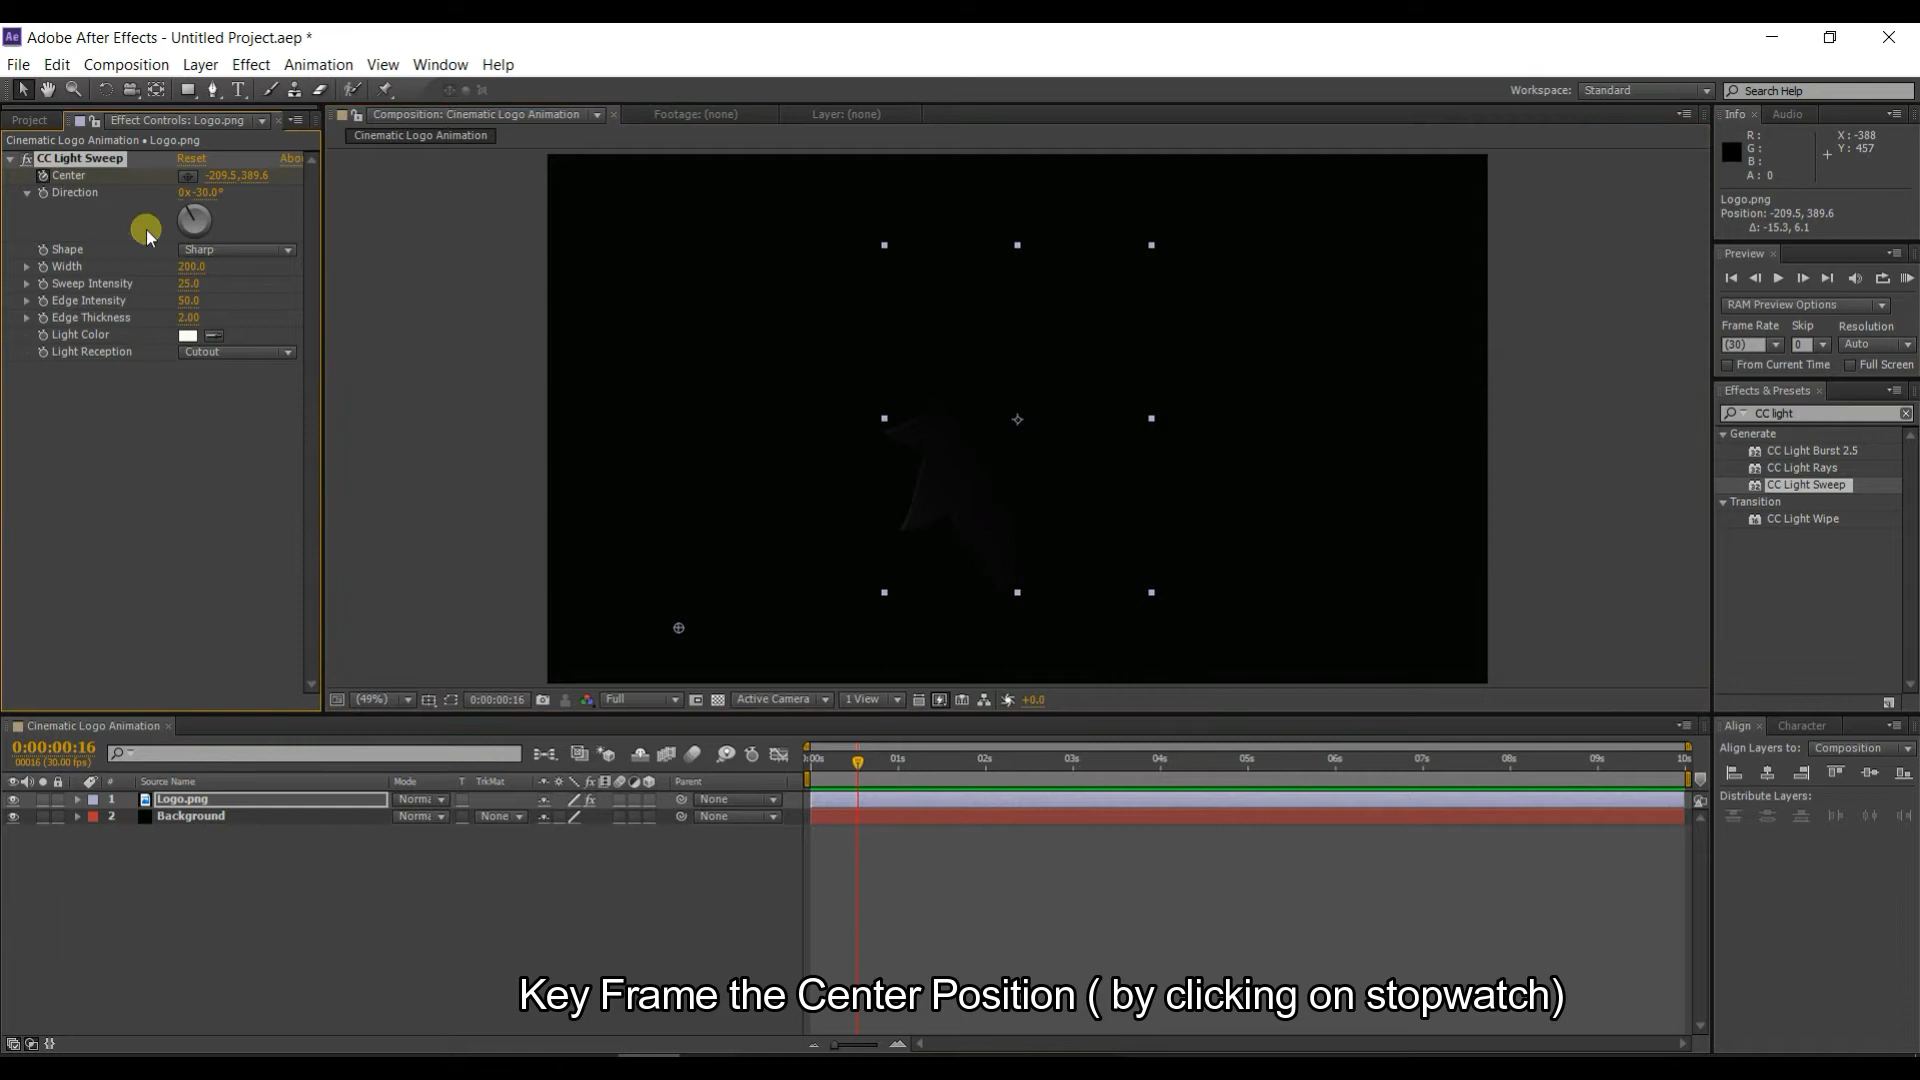 Ae Adobe After Effects - Untitled Project.aep *
File Edit Composition Layer Effect Animation View Window Help
Workspace: Standard Search Help
Project Effect Controls: Logo.png
Cinematic Logo Animation • Logo.png
fx CC Light Sweep Reset Abo
Center -209.5,389.6
Direction 0x-30.0°
Shape Sharp
Width 200.0
Sweep Intensity 25.0
Edge Intensity 50.0
Edge Thickness 2.00
Light Color
Light Reception Cutout
Composition: Cinematic Logo Animation Footage: (none) Layer: (none)
Cinematic Logo Animation
(49%) 0:00:00:16 Full Active Camera 1 View +0.0
Info Audio
R: X: -388
G: Y: 457
B:
A: 0
Logo.png
Position: -209.5, 389.6
Δ: -15.3, 6.1
Preview
RAM Preview Options
Frame Rate Skip Resolution
(30) 0 Auto
From Current Time Full Screen
Effects & Presets
CC light
Generate
CC Light Burst 2.5
CC Light Rays
CC Light Sweep
Transition
CC Light Wipe
Cinematic Logo Animation
0:00:00:16
00016 (30.00 fps)
:00s 01s 02s 03s 04s 05s 06s 07s 08s 09s 10s
# Source Name Mode T TrkMat fx Parent
1 Logo.png Norma fx None
2 Background Norma None None
Align Character
Align Layers to: Composition
Distribute Layers:
Key Frame the Center Position ( by clicking on stopwatch)